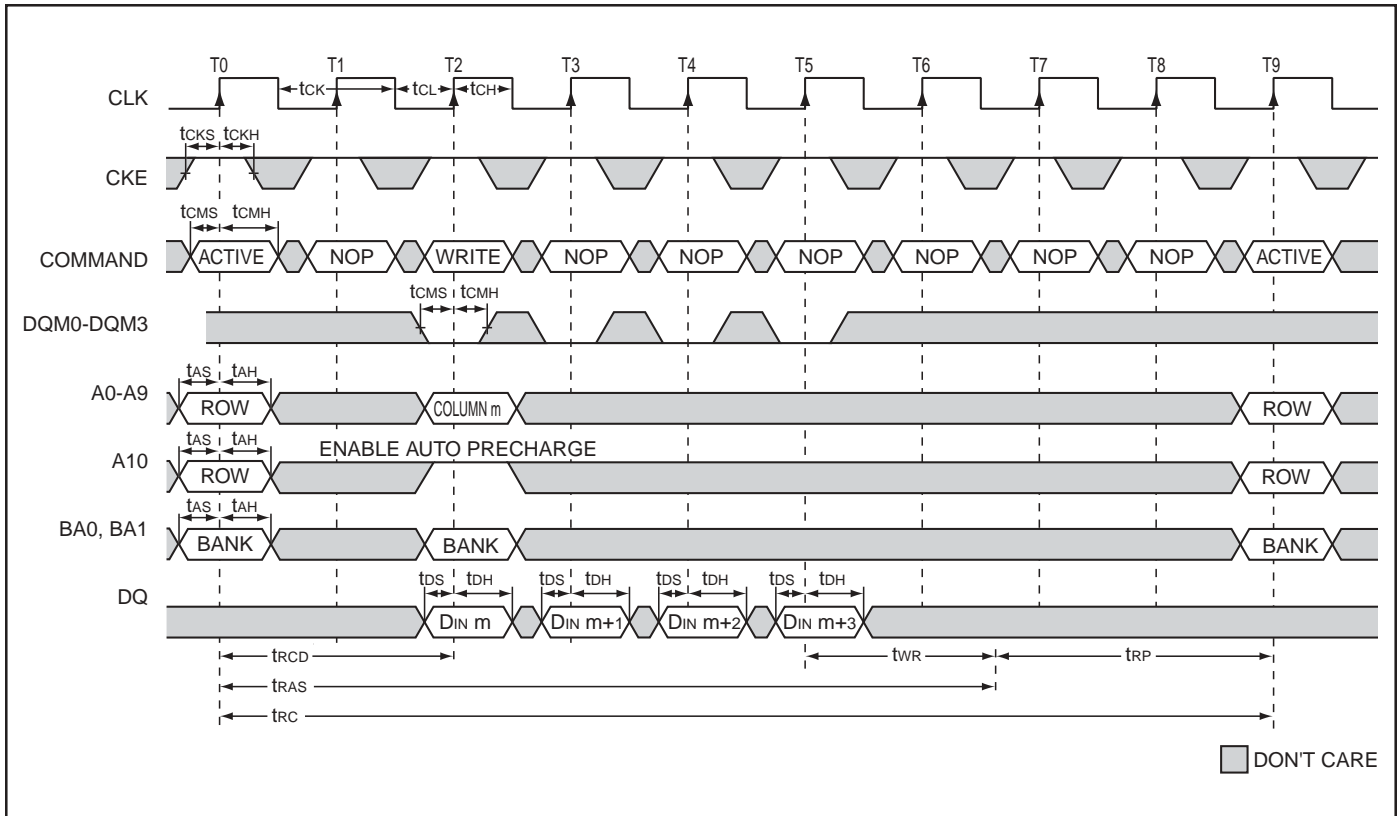 T0 T1 T2 T3 T4 T5 T6 T7 T8 T9
CLK tCK tCL tCH
tCKS tCKH
CKE
tCMS tCMH
COMMAND ACTIVE NOP WRITE NOP NOP NOP NOP NOP NOP ACTIVE
tCMS tCMH
DQM0-DQM3
tAS tAH
A0-A9 ROW COLUMN m ROW
tAS tAH ENABLE AUTO PRECHARGE
A10 ROW ROW
tAS tAH
BA0, BA1 BANK BANK BANK
tDS tDH tDS tDH tDS tDH tDS tDH
DQ DIN m DIN m+1 DIN m+2 DIN m+3
tRCD tWR tRP
tRAS
tRC
DON'T CARE